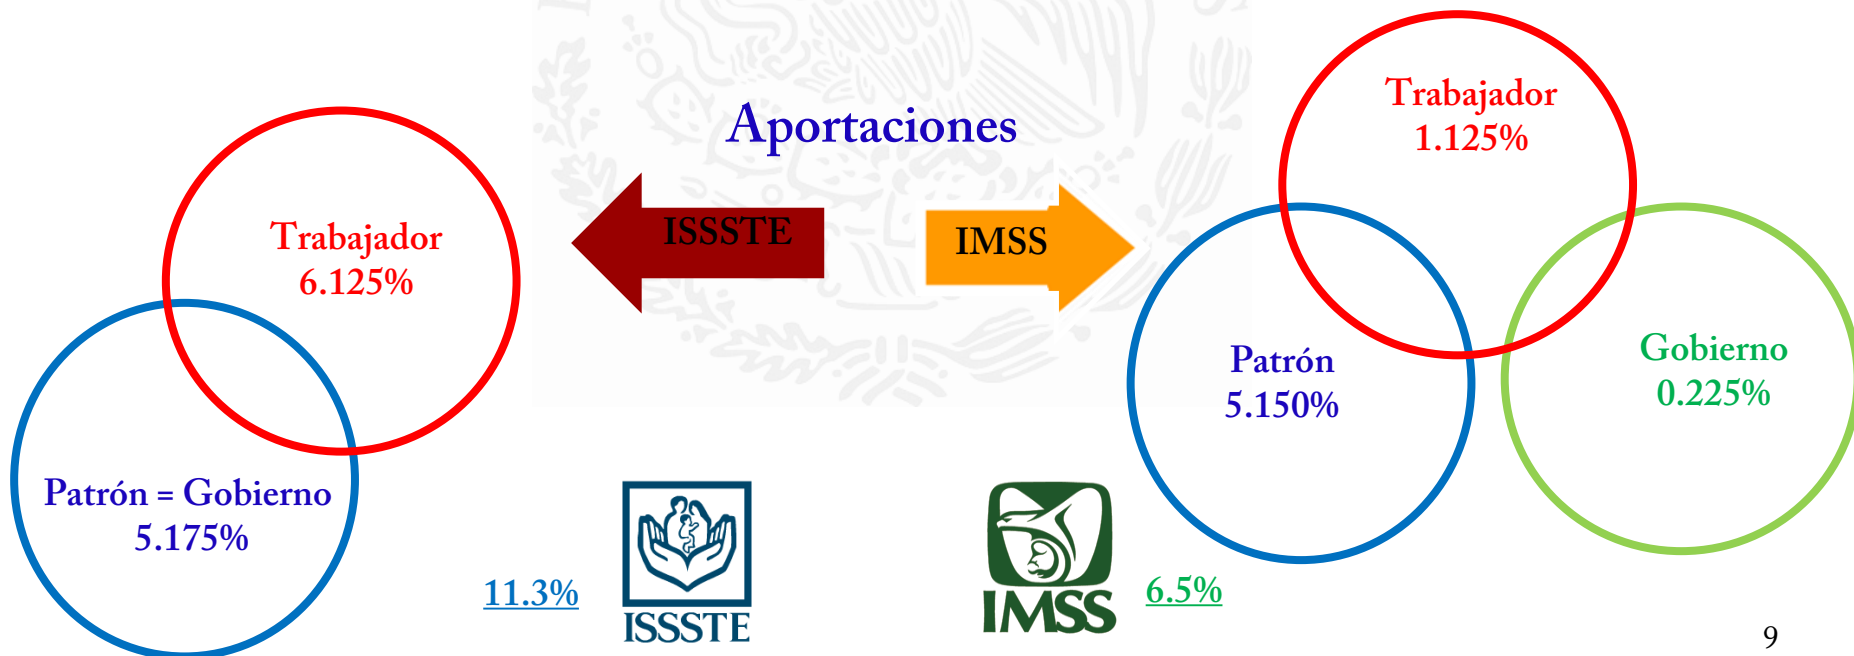 Aportaciones
ISSSTE
IMSS
Trabajador
6.125%
Patrón = Gobierno
5.175%
Trabajador
1.125%
Patrón
5.150%
Gobierno
0.225%
11.3%
ISSSTE
IMSS
6.5%
9